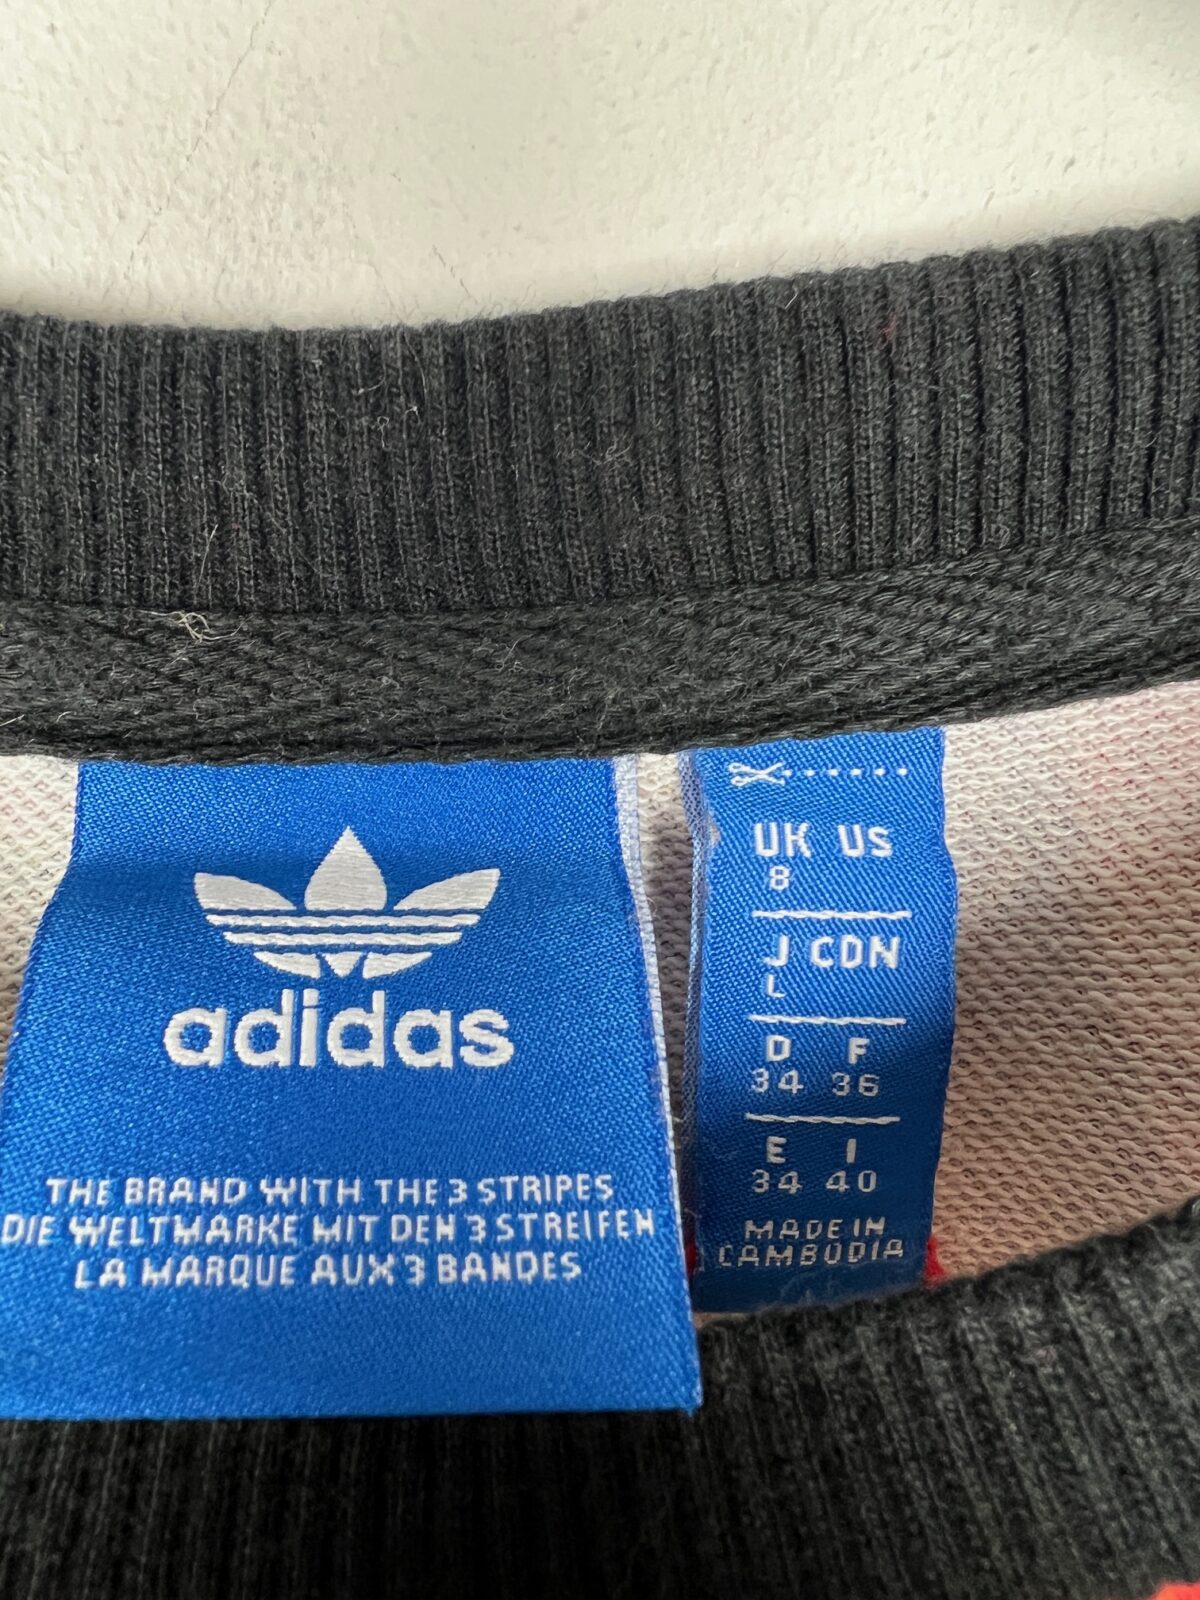 adidas
THE BRAND WITH THE 3 STRIPES
DIE WELTMARKE MIT DEN 3 STREIFEN
LA MARQUE AUX 3 BANDES
UK US
8
J CDN
L
D F
34 36
E I
34 40
MADE IN
CAMBODIA